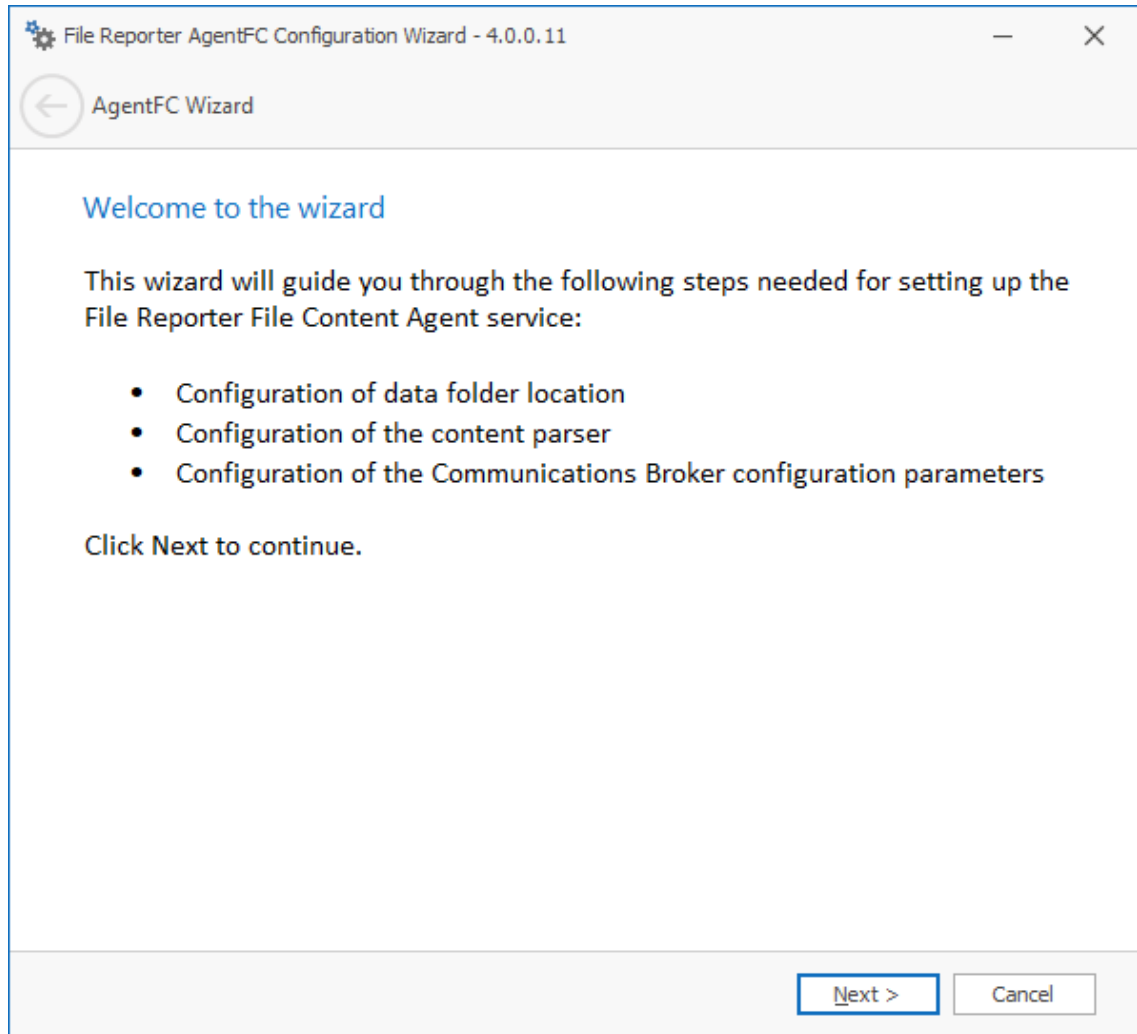 File Reporter AgentFC Configuration Wizard - 4.0.0.11
AgentFC Wizard
Welcome to the wizard
This wizard will guide you through the following steps needed for setting up the
File Reporter File Content Agent service:
• Configuration of data folder location
• Configuration of the content parser
• Configuration of the Communications Broker configuration parameters
Click Next to continue.
Next >
Cancel